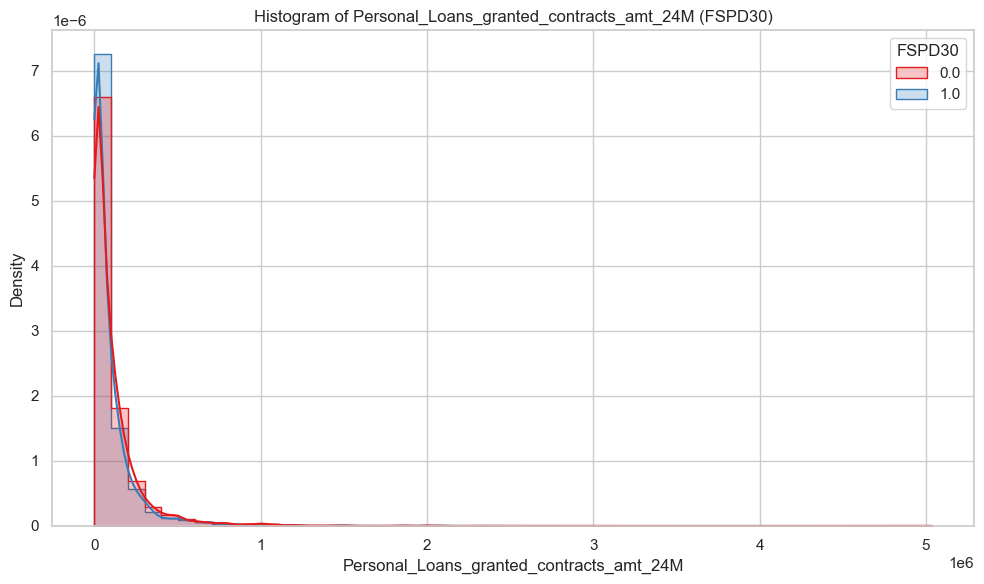 Histogram of Personal_Loans_granted_contracts_amt_24M (FSPD30)
1e−6
FSPD30
0.0
1.0
7
6
5
4
3
2
1
0
Density
0 1 2 3 4 5
1e6
Personal_Loans_granted_contracts_amt_24M